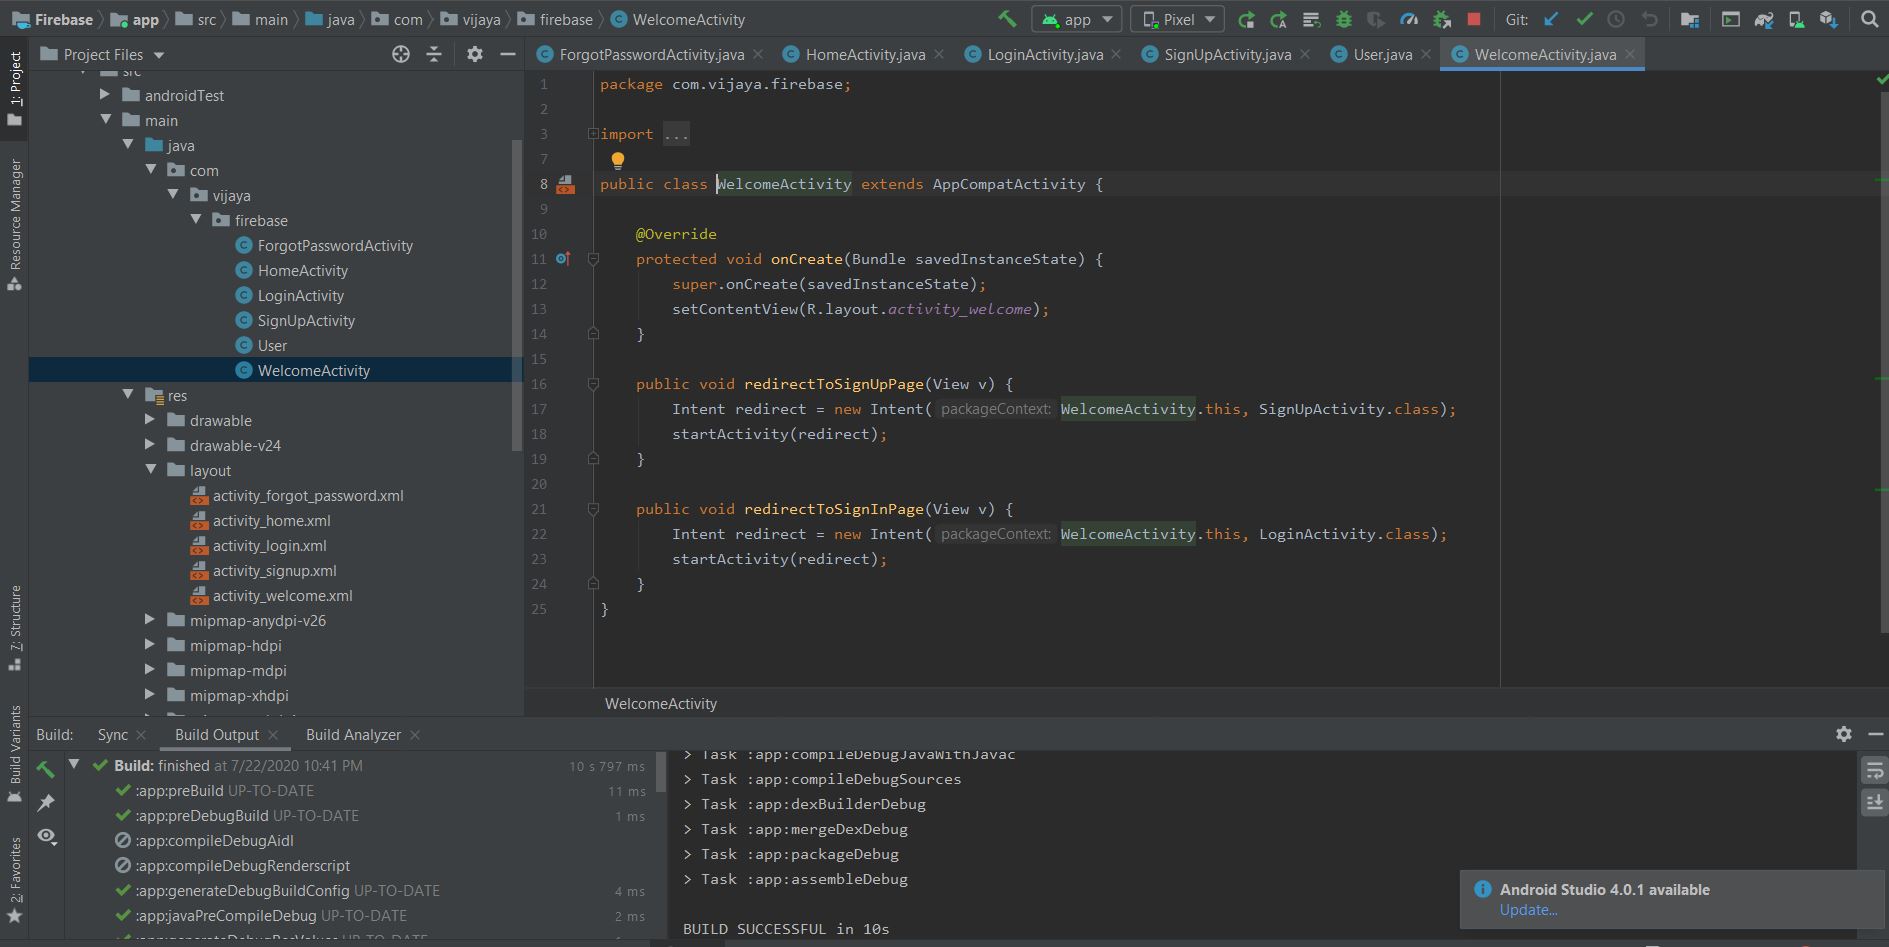 Firebase app src main java com vijaya firebase WelcomeActivity
app Pixel Git:
1: Project
Resource Manager
7: Structure
Build Variants
2: Favorites
Project Files
ForgotPasswordActivity.java HomeActivity.java LoginActivity.java SignUpActivity.java User.java WelcomeActivity.java
src
androidTest
main
java
com
vijaya
firebase
ForgotPasswordActivity
HomeActivity
LoginActivity
SignUpActivity
User
WelcomeActivity
res
drawable
drawable-v24
layout
activity_forgot_password.xml
activity_home.xml
activity_login.xml
activity_signup.xml
activity_welcome.xml
mipmap-anydpi-v26
mipmap-hdpi
mipmap-mdpi
mipmap-xhdpi
1 package com.vijaya.firebase;
2
3 import ...
7
8 public class WelcomeActivity extends AppCompatActivity {
9
10 @Override
11 protected void onCreate(Bundle savedInstanceState) {
12 super.onCreate(savedInstanceState);
13 setContentView(R.layout.activity_welcome);
14 }
15
16 public void redirectToSignUpPage(View v) {
17 Intent redirect = new Intent( packageContext: WelcomeActivity.this, SignUpActivity.class);
18 startActivity(redirect);
19 }
20
21 public void redirectToSignInPage(View v) {
22 Intent redirect = new Intent( packageContext: WelcomeActivity.this, LoginActivity.class);
23 startActivity(redirect);
24 }
25 }
WelcomeActivity
Build: Sync Build Output Build Analyzer
Build: finished at 7/22/2020 10:41 PM 10 s 797 ms
:app:preBuild UP-TO-DATE 11 ms
:app:preDebugBuild UP-TO-DATE 1 ms
:app:compileDebugAidl
:app:compileDebugRenderscript
:app:generateDebugBuildConfig UP-TO-DATE 4 ms
:app:javaPreCompileDebug UP-TO-DATE 2 ms
> Task :app:compileDebugJavaWithJavac
> Task :app:compileDebugSources
> Task :app:dexBuilderDebug
> Task :app:mergeDexDebug
> Task :app:packageDebug
> Task :app:assembleDebug
BUILD SUCCESSFUL in 10s
Android Studio 4.0.1 available
Update...